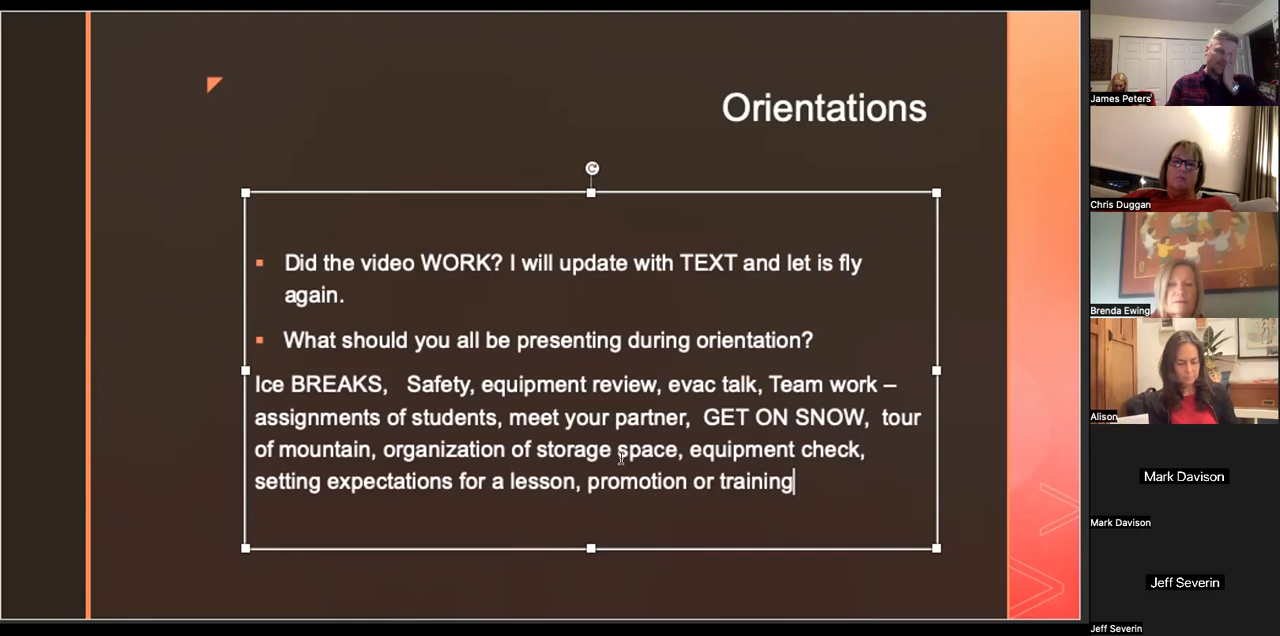 Orientations
Did the video WORK? I will update with TEXT and let is fly
again.
What should you all be presenting during orientation?
Ice BREAKS, Safety, equipment review, evac talk, Team work –
assignments of students, meet your partner, GET ON SNOW, tour
of mountain, organization of storage space, equipment check,
setting expectations for a lesson, promotion or training
James Peters
Chris Duggan
Brenda Ewing
Alison
Mark Davison
Mark Davison
Jeff Severin
Jeff Severin